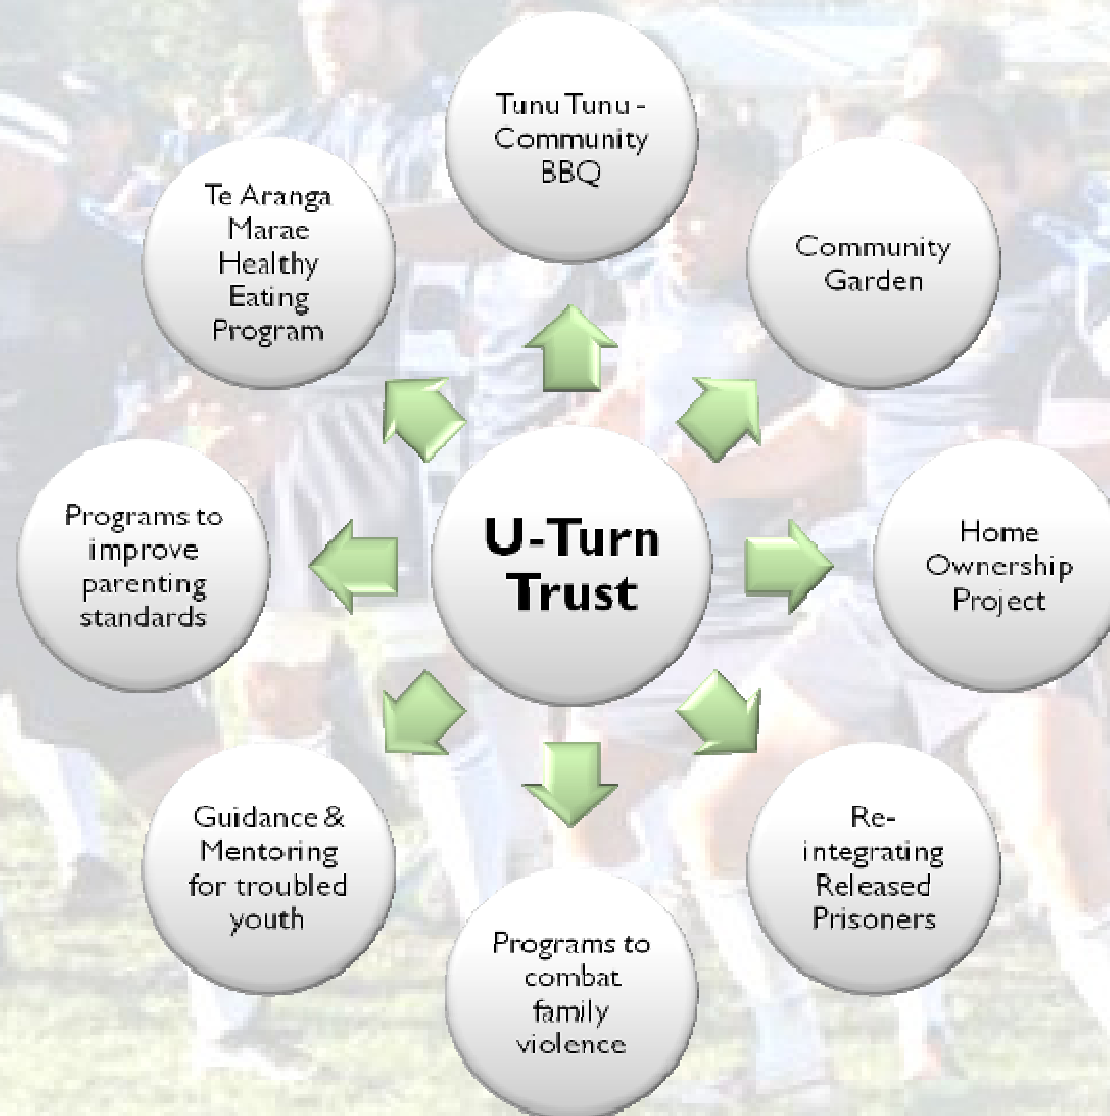 Tunu Tunu -
Community
BBQ
Community
Garden
Home
Ownership
Project
Re-
integrating
Released
Prisoners
Programs to
combat
family
violence
Guidance &
Mentoring
for troubled
youth
Programs to
improve
parenting
standards
Te Aranga
Marae
Healthy
Eating
Program
U-Turn
Trust